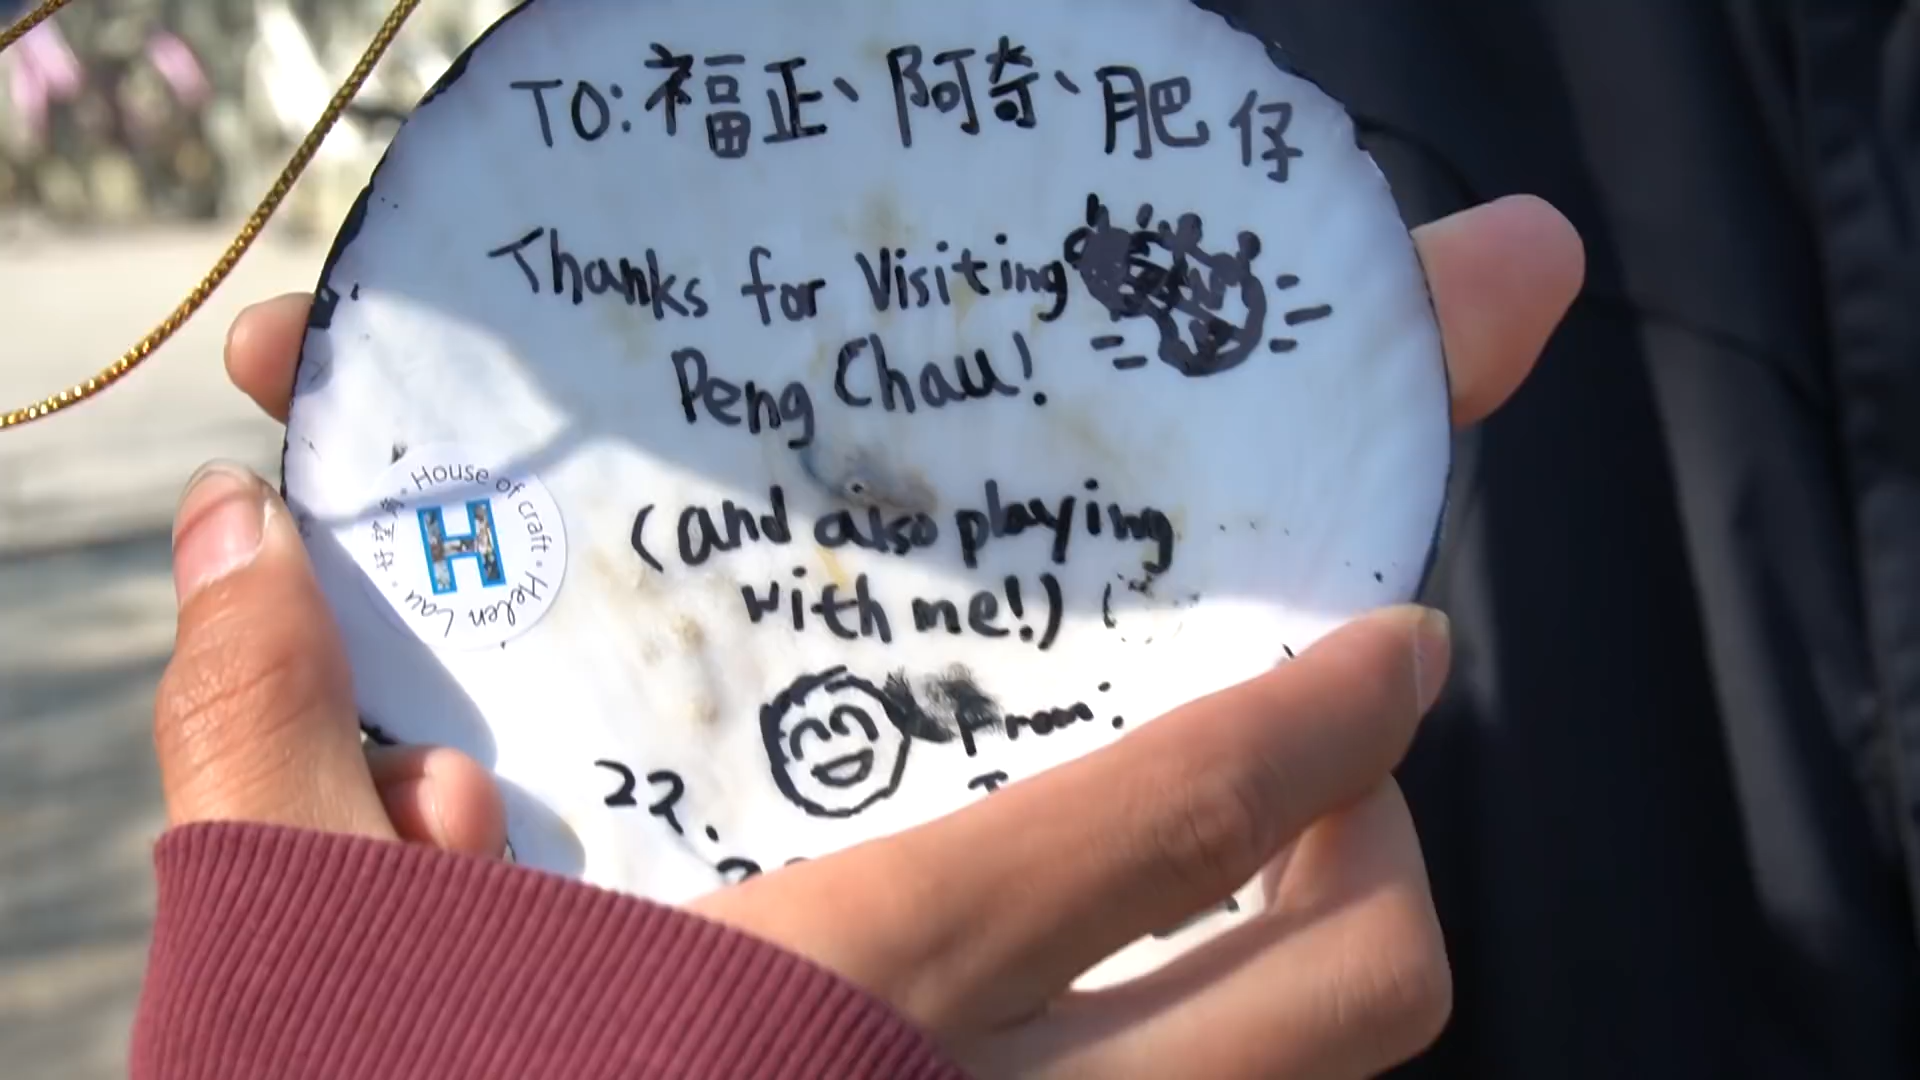 TO: 福正、阿奇、肥仔
Thanks for Visiting
Peng Chau!
(and also playing
with me!)
From:
22.
House of craft · Helen Lau ·
H